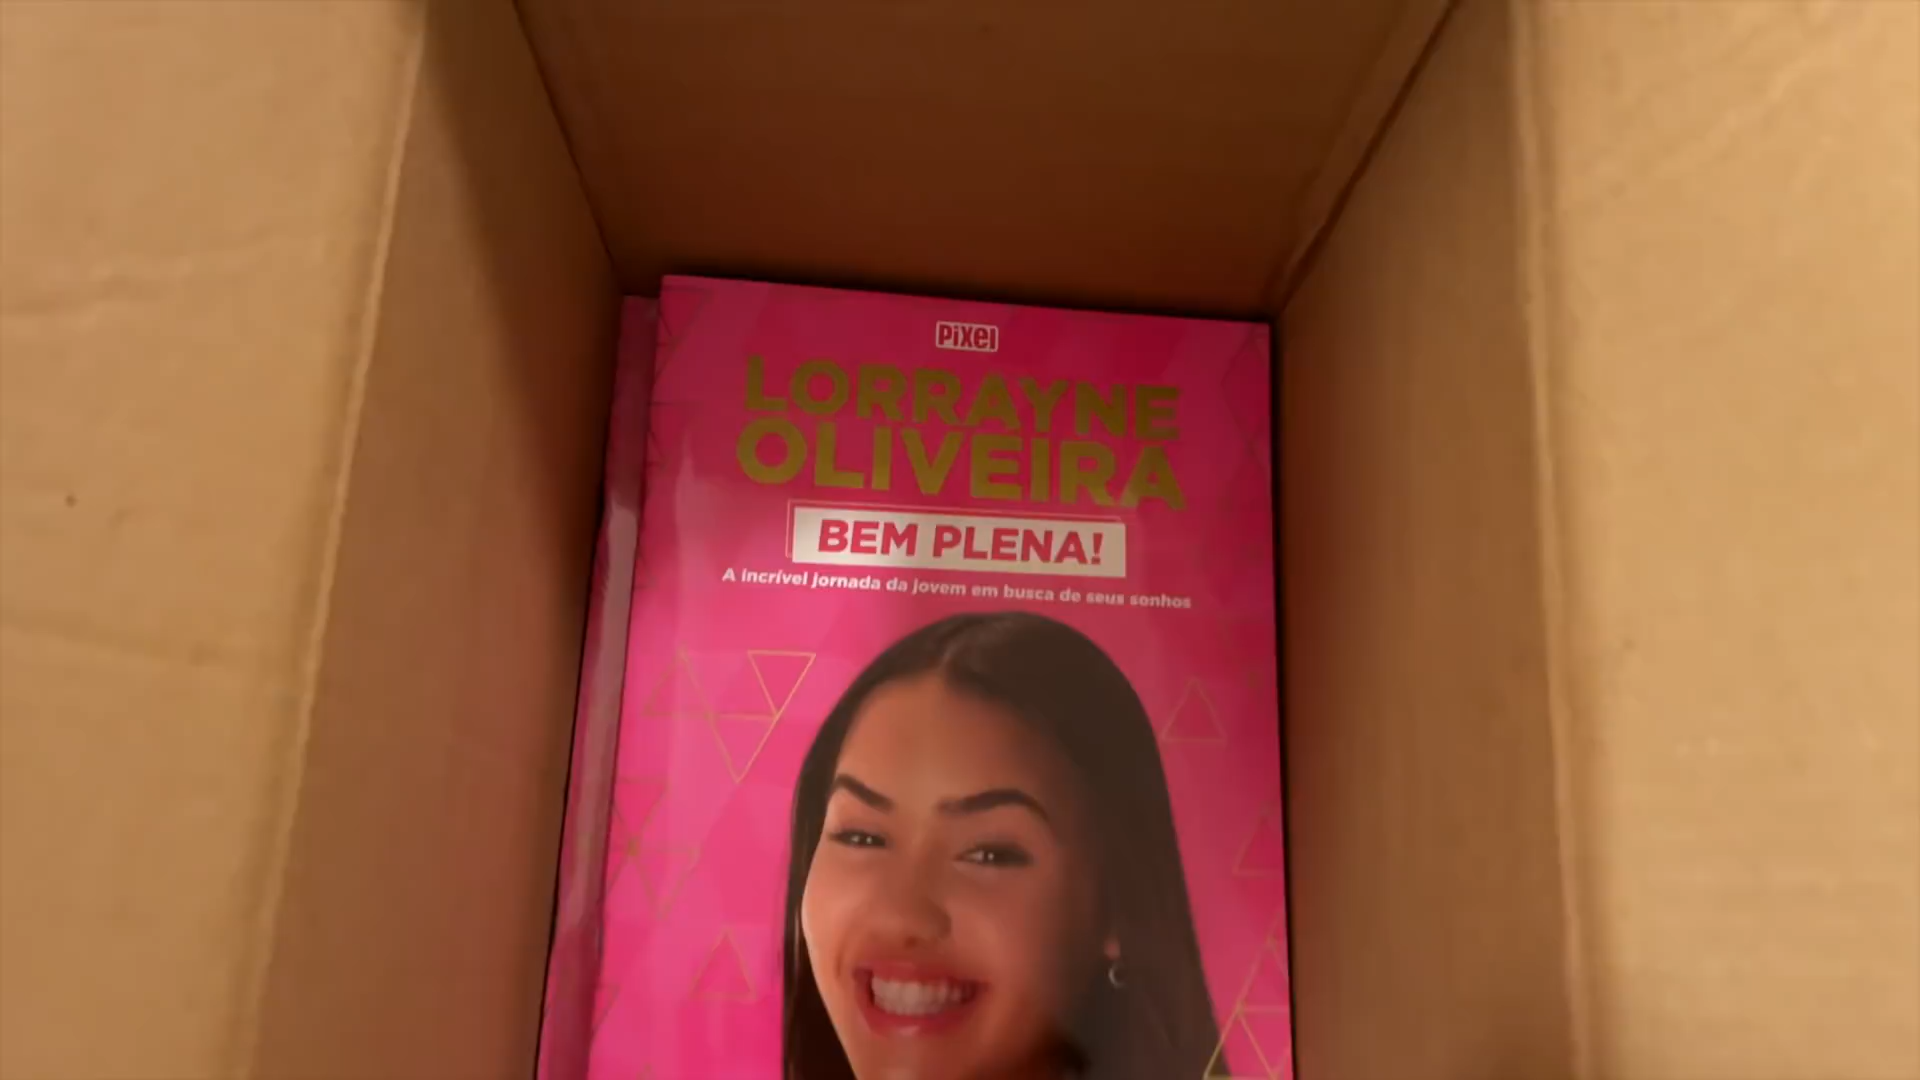 PiXel
LORRAYNE
OLIVEIRA
BEM PLENA!
A incrível jornada da jovem em busca de seus sonhos